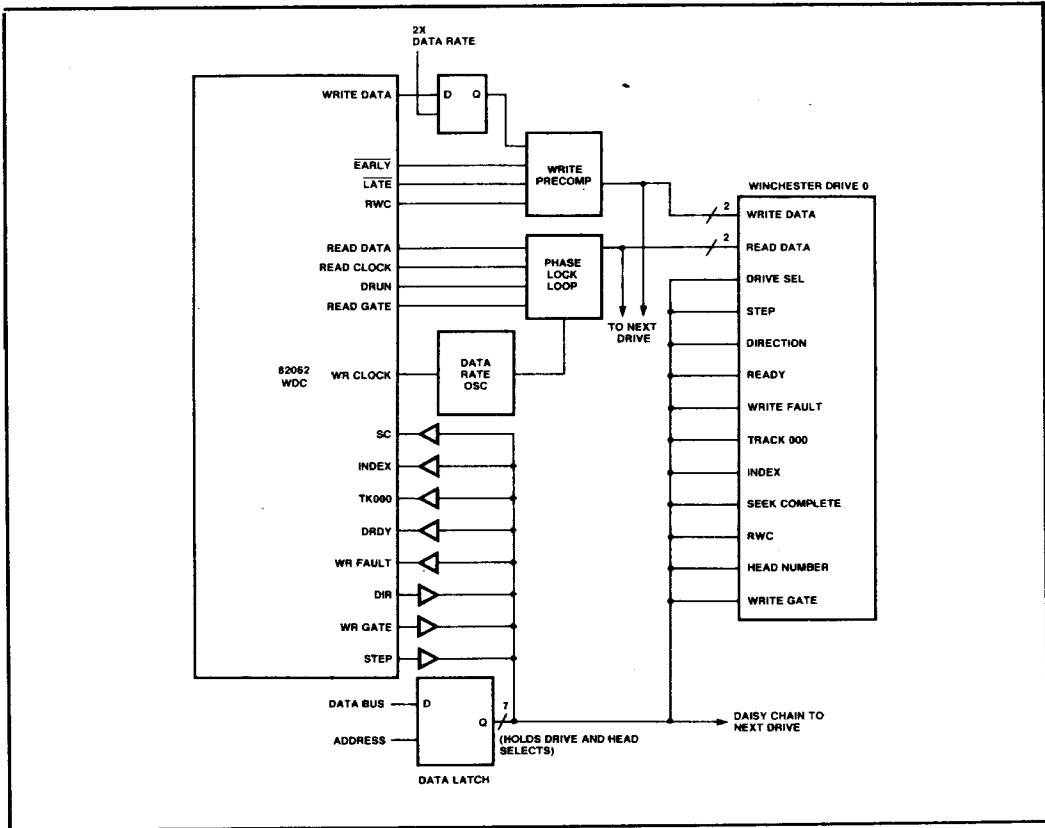 2X
DATA RATE
WRITE DATA
D Q
EARLY
LATE
RWC
WRITE
PRECOMP
WINCHESTER DRIVE 0
2
WRITE DATA
READ DATA
READ CLOCK
DRUN
READ GATE
PHASE
LOCK
LOOP
2
READ DATA
DRIVE SEL
STEP
TO NEXT
DRIVE
DIRECTION
82062
WDC
WR CLOCK
DATA
RATE
OSC
READY
WRITE FAULT
TRACK 000
INDEX
SEEK COMPLETE
RWC
HEAD NUMBER
WRITE GATE
SC
INDEX
TK000
DRDY
WR FAULT
DIR
WR GATE
STEP
DATA BUS
ADDRESS
D
Q
7
(HOLDS DRIVE AND HEAD
SELECTS)
DATA LATCH
DAISY CHAIN TO
NEXT DRIVE